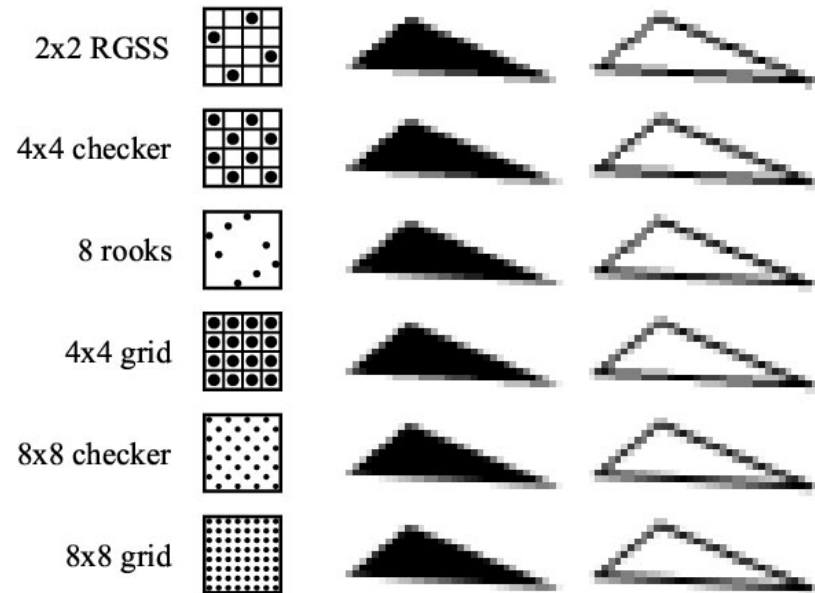 2x2 RGSS
4x4 checker
8 rooks
4x4 grid
8x8 checker
8x8 grid